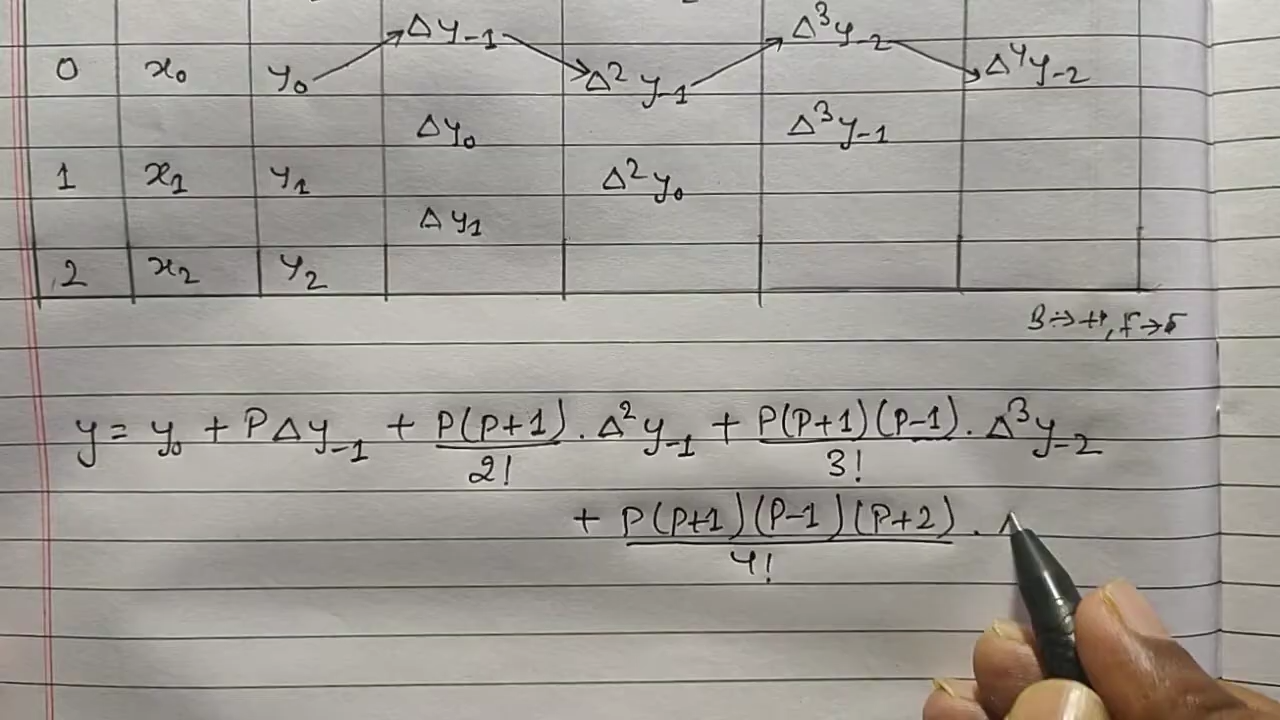 Δy₋₁ Δ³y₋₂
0 x₀ y₀ Δ²y₋₁ Δ⁴y₋₂
Δy₀ Δ³y₋₁
1 x₁ y₁ Δ²y₀
Δy₁
2 x₂ y₂
y = y₀ + PΔy₋₁ + P(P+1)/2! . Δ²y₋₁ + P(P+1)(P-1)/3! . Δ³y₋₂
+ P(P+1)(P-1)(P+2)/4! .